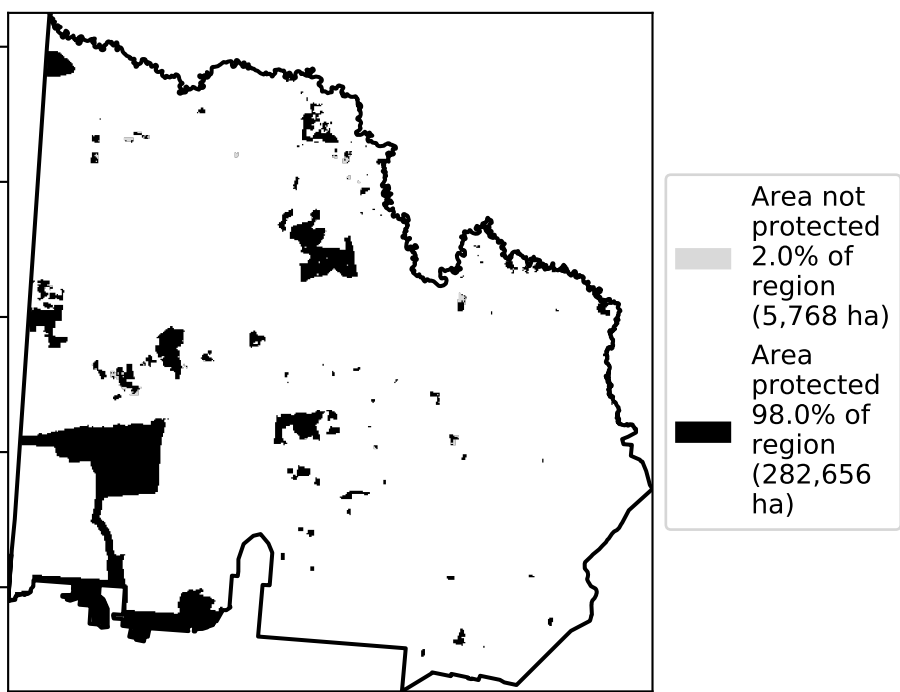 Area not
protected
2.0% of
region
(5,768 ha)
Area
protected
98.0% of
region
(282,656
ha)